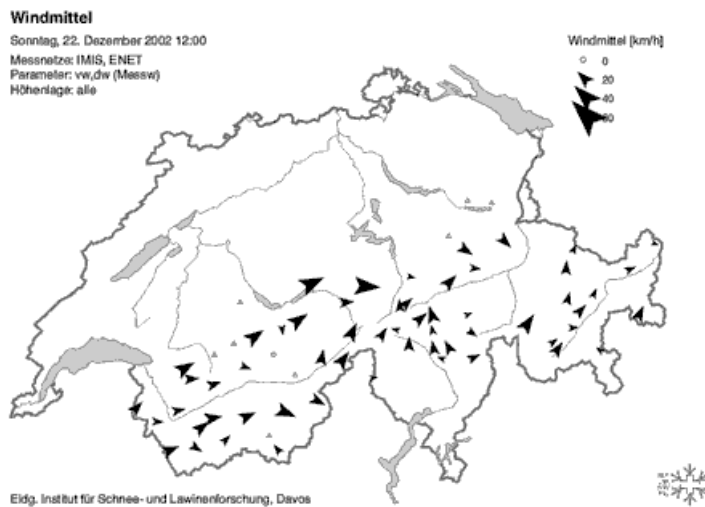 Windmittel
Sonntag, 22. Dezember 2002 12:00
Messnetze: IMIS, ENET
Parameter: vw,dw (Messw)
Höhenlage: alle
Windmittel [km/h]
0
20
40
Eidg. Institut für Schnee- und Lawinenforschung, Davos